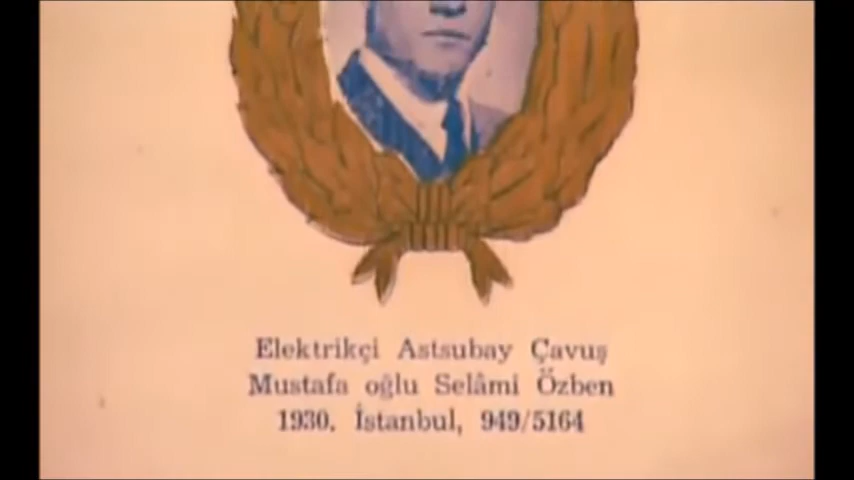 Elektrikçi Astsubay Çavuş
Mustafa oğlu Selâmi Özben
1930. İstanbul, 949/5164